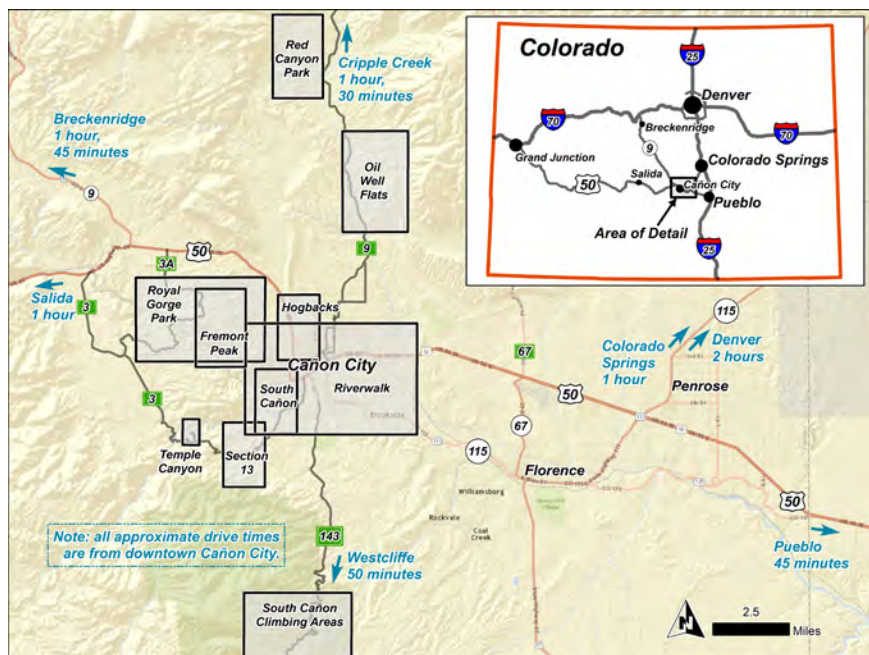 Red
Canyon
Park
Cripple Creek
1 hour,
30 minutes
Breckenridge
1 hour,
45 minutes
9
Oil
Well
Flats
9
50
3A
Salida
1 hour
3
Royal
Gorge
Park
Fremont
Peak
Hogbacks
Cañon City
South
Cañon
Riverwalk
Brookside
3
Temple
Canyon
Section
13
Note: all approximate drive times
are from downtown Cañon City.
143
Westcliffe
50 minutes
South Cañon
Climbing Areas
67
67
115
Florence
Williamsburg
Rockvale
Coal
Creek
50
Colorado
Springs
1 hour
Denver
2 hours
115
Penrose
50
Pueblo
45 minutes
N
2.5
Miles
Colorado
25
Denver
70
Breckenridge
70
Grand Junction
9
Colorado Springs
50
Salida
Cañon City
Pueblo
Area of Detail
25